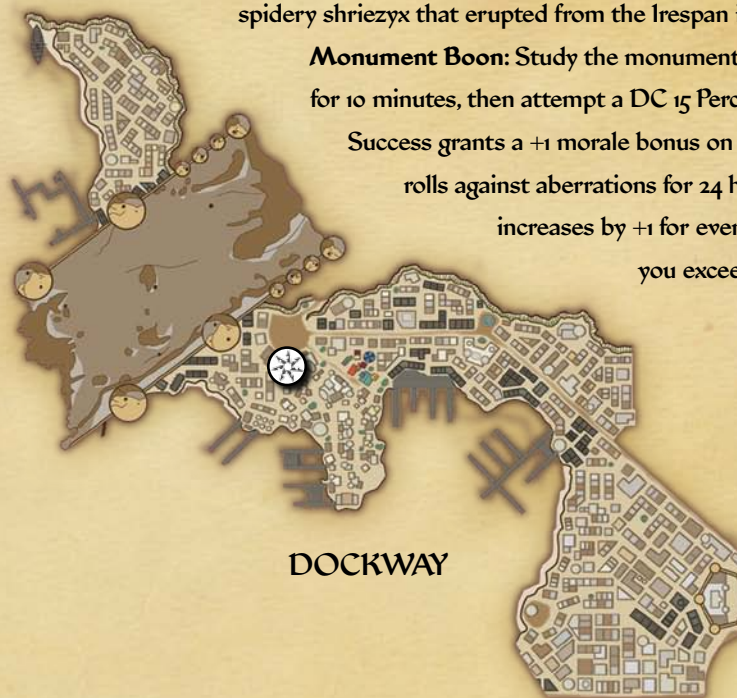 spidery shriezyx that erupted from the Irespan
Monument Boon: Study the monument
for 10 minutes, then attempt a DC 15
Success grants a +1 morale bonus on
rolls against aberrations for 24
increases by +1 for
you
DOCKWAY